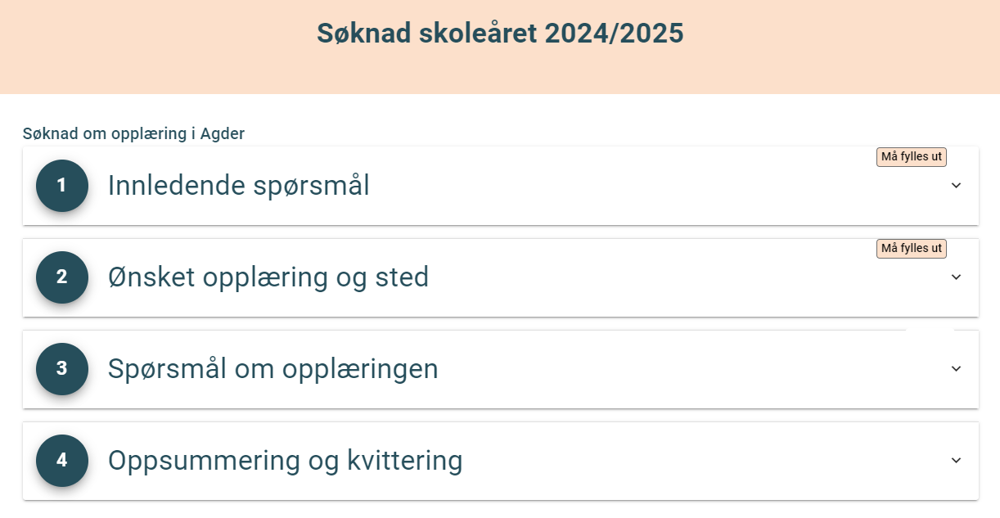 Søknad skoleåret 2024/2025
Søknad om opplæring i Agder
Må fylles ut
1 Innledende spørsmål
Må fylles ut
2 Ønsket opplæring og sted
3 Spørsmål om opplæringen
4 Oppsummering og kvittering